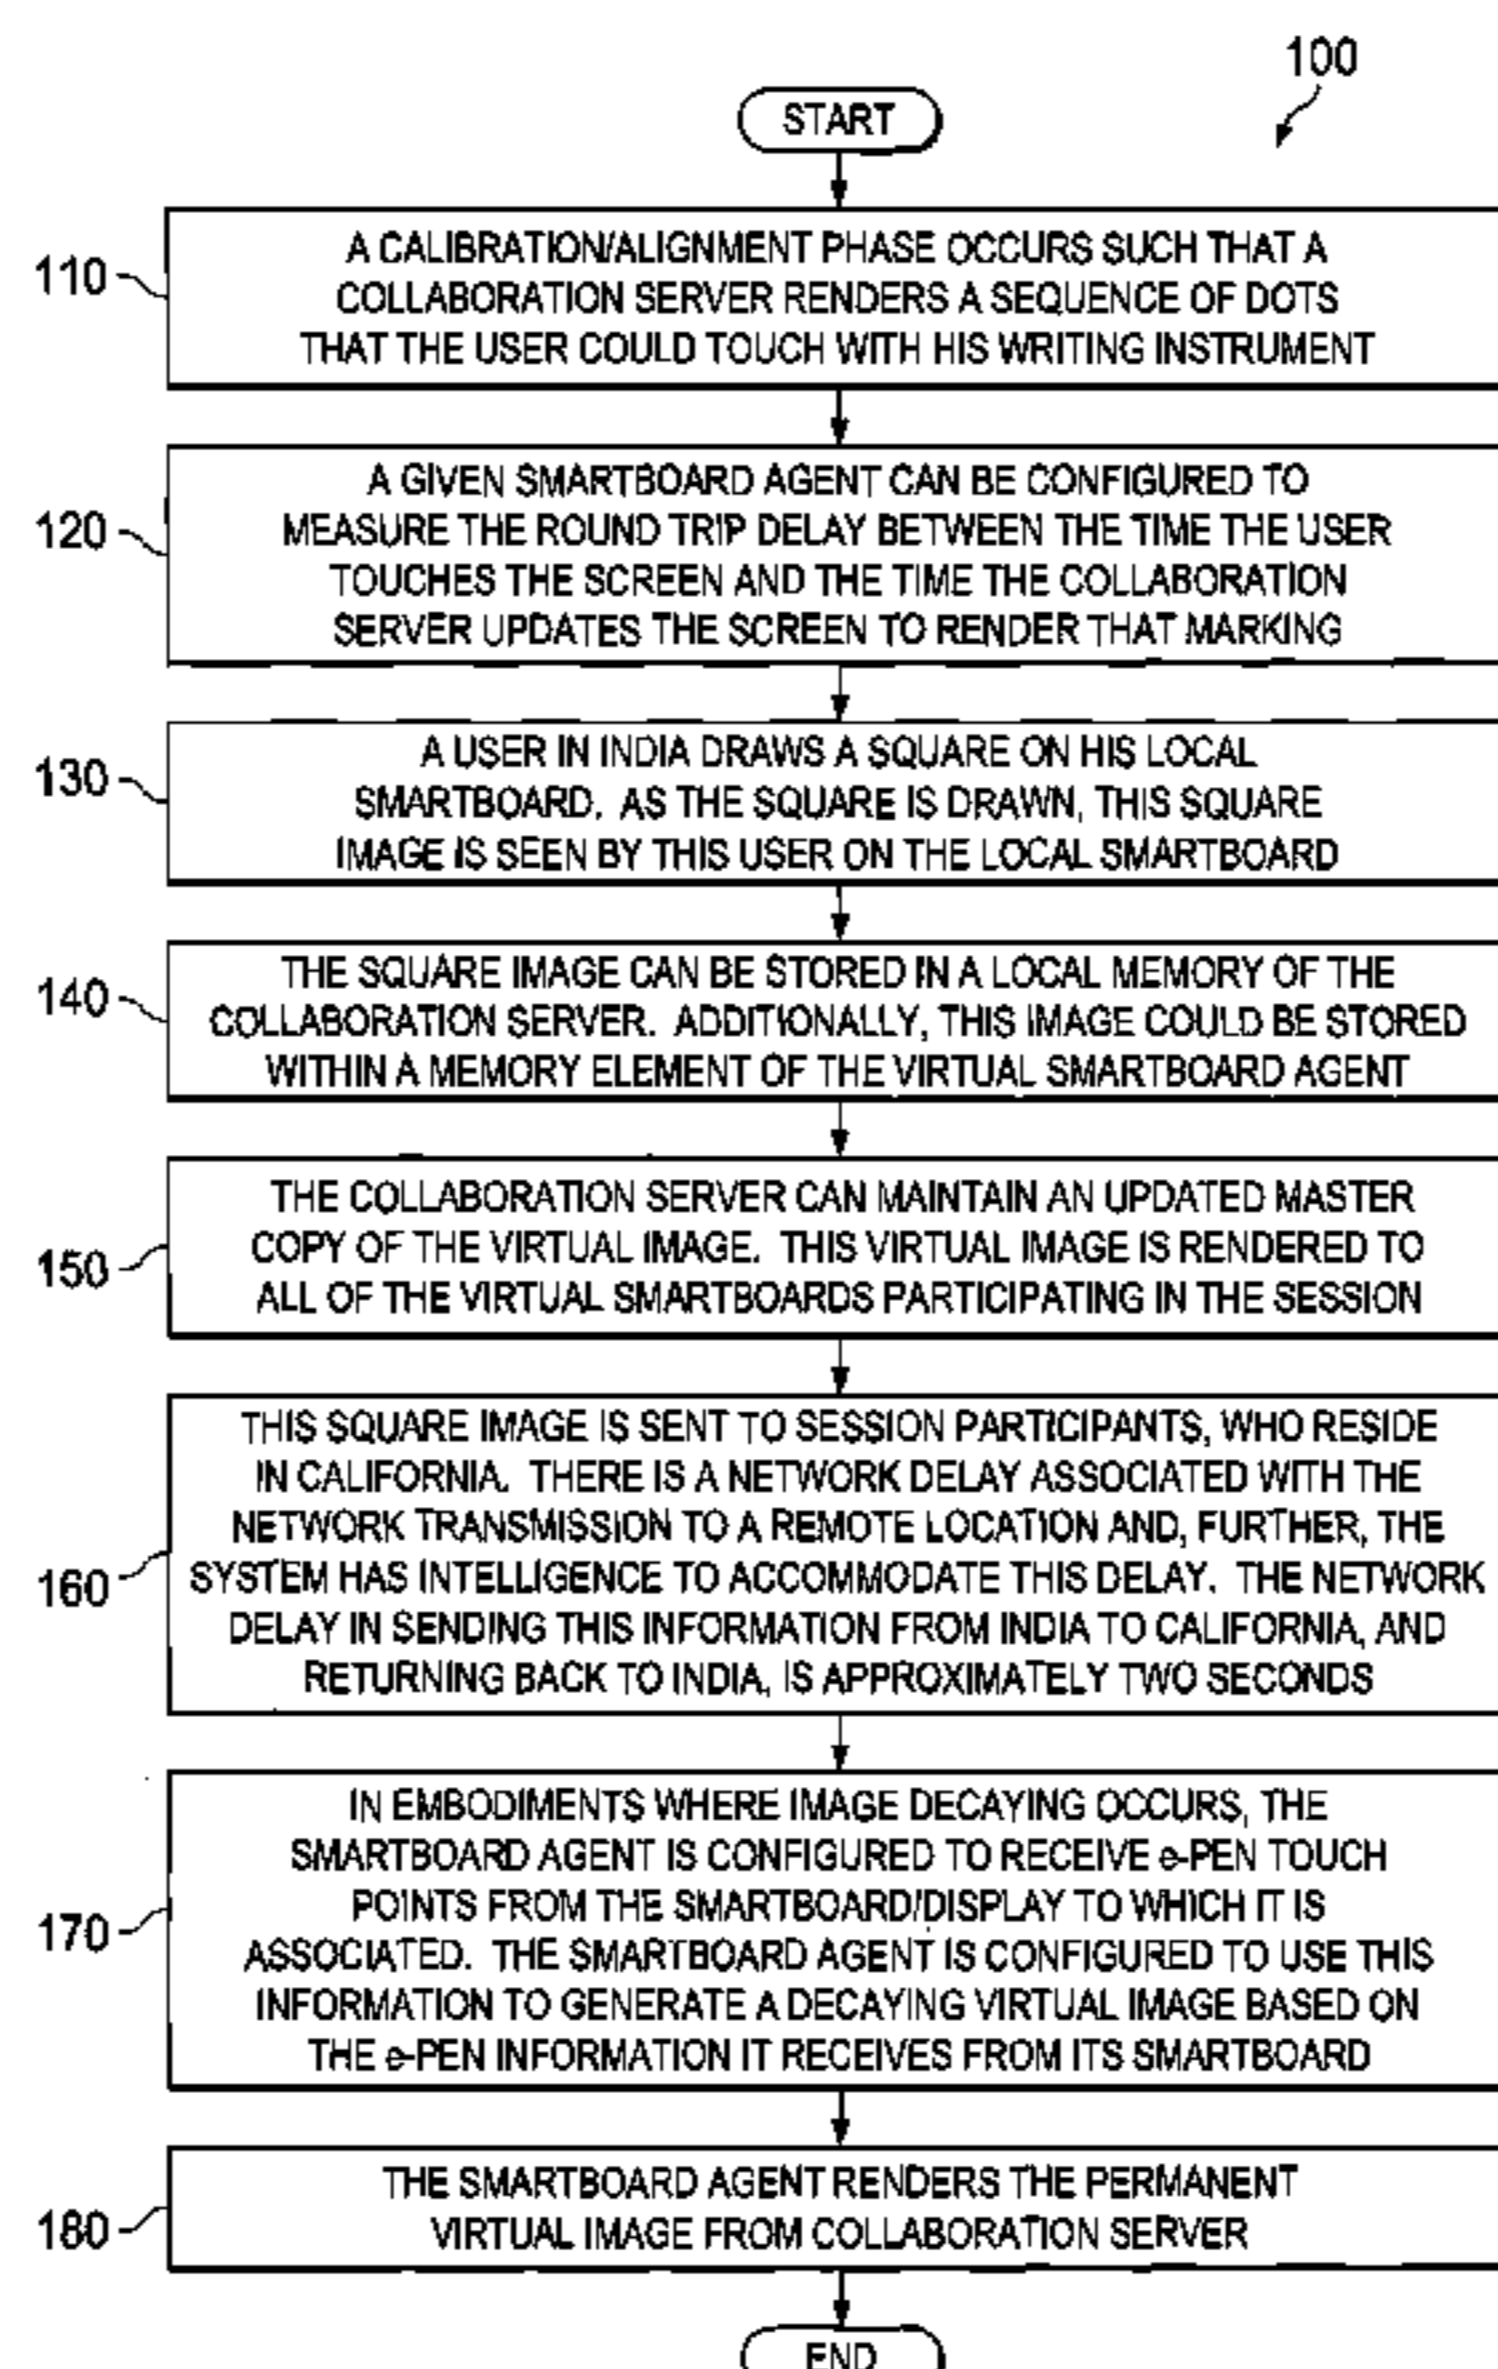 100
START
110
A CALIBRATION/ALIGNMENT PHASE OCCURS SUCH THAT A
COLLABORATION SERVER RENDERS A SEQUENCE OF DOTS
THAT THE USER COULD TOUCH WITH HIS WRITING INSTRUMENT
120
A GIVEN SMARTBOARD AGENT CAN BE CONFIGURED TO
MEASURE THE ROUND TRIP DELAY BETWEEN THE TIME THE USER
TOUCHES THE SCREEN AND THE TIME THE COLLABORATION
SERVER UPDATES THE SCREEN TO RENDER THAT MARKING
130
A USER IN INDIA DRAWS A SQUARE ON HIS LOCAL
SMARTBOARD. AS THE SQUARE IS DRAWN, THIS SQUARE
IMAGE IS SEEN BY THIS USER ON THE LOCAL SMARTBOARD
140
THE SQUARE IMAGE CAN BE STORED IN A LOCAL MEMORY OF THE
COLLABORATION SERVER. ADDITIONALLY, THIS IMAGE COULD BE STORED
WITHIN A MEMORY ELEMENT OF THE VIRTUAL SMARTBOARD AGENT
150
THE COLLABORATION SERVER CAN MAINTAIN AN UPDATED MASTER
COPY OF THE VIRTUAL IMAGE. THIS VIRTUAL IMAGE IS RENDERED TO
ALL OF THE VIRTUAL SMARTBOARDS PARTICIPATING IN THE SESSION
160
THIS SQUARE IMAGE IS SENT TO SESSION PARTICIPANTS, WHO RESIDE
IN CALIFORNIA. THERE IS A NETWORK DELAY ASSOCIATED WITH THE
NETWORK TRANSMISSION TO A REMOTE LOCATION AND, FURTHER, THE
SYSTEM HAS INTELLIGENCE TO ACCOMMODATE THIS DELAY. THE NETWORK
DELAY IN SENDING THIS INFORMATION FROM INDIA TO CALIFORNIA, AND
RETURNING BACK TO INDIA, IS APPROXIMATELY TWO SECONDS
170
IN EMBODIMENTS WHERE IMAGE DECAYING OCCURS, THE
SMARTBOARD AGENT IS CONFIGURED TO RECEIVE e-PEN TOUCH
POINTS FROM THE SMARTBOARD/DISPLAY TO WHICH IT IS
ASSOCIATED. THE SMARTBOARD AGENT IS CONFIGURED TO USE THIS
INFORMATION TO GENERATE A DECAYING VIRTUAL IMAGE BASED ON
THE e-PEN INFORMATION IT RECEIVES FROM ITS SMARTBOARD
180
THE SMARTBOARD AGENT RENDERS THE PERMANENT
VIRTUAL IMAGE FROM COLLABORATION SERVER
END